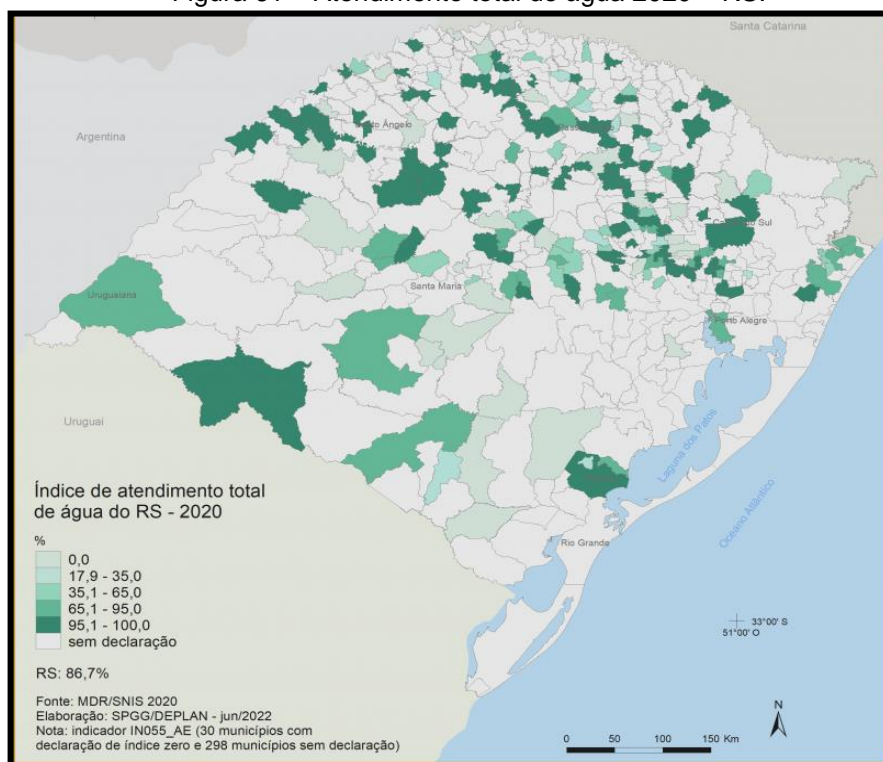 Santa Catarina
Argentina
Santa Maria
Uruguaiana
Porto Alegre
Uruguai
Laguna dos Patos
Oceano Atlântico
Rio Grande
Índice de atendimento total
de água do RS - 2020
%
0,0
17,9 - 35,0
35,1 - 65,0
65,1 - 95,0
95,1 - 100,0
sem declaração
RS: 86,7%
Fonte: MDR/SNIS 2020
Elaboração: SPGG/DEPLAN - jun/2022
Nota: indicador IN055_AE (30 municípios com
declaração de índice zero e 298 municípios sem declaração)
33°00' S
51°00' O
N
0 50 100 150 Km